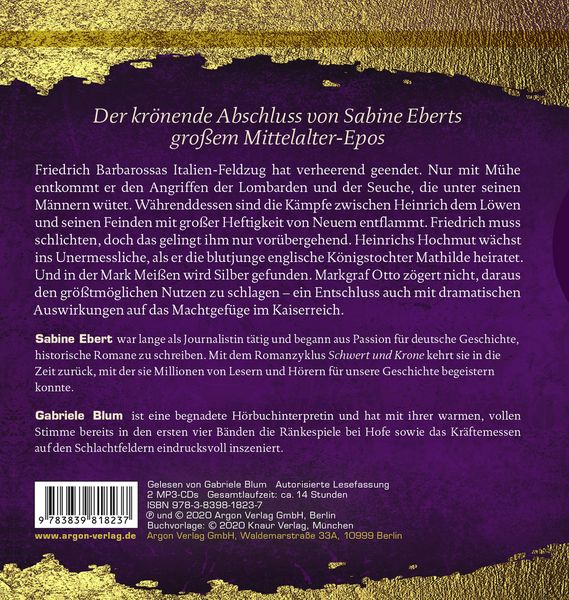 Der krönende Abschluss von Sabine Eberts
großem Mittelalter-Epos
Friedrich Barbarossas Italien-Feldzug hat verheerend geendet. Nur mit Mühe
entkommt er den Angriffen der Lombarden und der Seuche, die unter seinen
Männern wütet. Währenddessen sind die Kämpfe zwischen Heinrich dem Löwen
und seinen Feinden mit großer Heftigkeit von Neuem entflammt. Friedrich muss
schlichten, doch das gelingt ihm nur vorübergehend. Heinrichs Hochmut wächst
ins Unermessliche, als er die blutjunge englische Königstochter Mathilde heiratet.
Und in der Mark Meißen wird Silber gefunden. Markgraf Otto zögert nicht, daraus
den größtmöglichen Nutzen zu schlagen – ein Entschluss auch mit dramatischen
Auswirkungen auf das Machtgefüge im Kaiserreich.
Sabine Ebert war lange als Journalistin tätig und begann aus Passion für deutsche Geschichte,
historische Romane zu schreiben. Mit dem Romanzyklus Schwert und Krone kehrt sie in die
Zeit zurück, mit der sie Millionen von Lesern und Hörern für unsere Geschichte begeistern
konnte.
Gabriele Blum ist eine begnadete Hörbuchinterpretin und hat mit ihrer warmen, vollen
Stimme bereits in den ersten vier Bänden die Ränkespiele bei Hofe sowie das Kräftemessen
auf den Schlachtfeldern eindrucksvoll inszeniert.
Gelesen von Gabriele Blum Autorisierte Lesefassung
2 MP3-CDs Gesamtlaufzeit: ca. 14 Stunden
ISBN 978-3-8398-1823-7
℗ und © 2020 Argon Verlag GmbH, Berlin
Buchvorlage: © 2020 Knaur Verlag, München
Argon Verlag GmbH, Waldemarstraße 33A, 10999 Berlin
9 783839 818237
www.argon-verlag.de